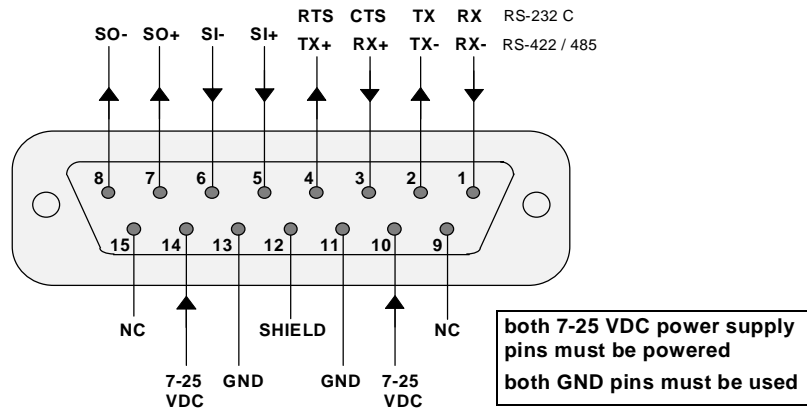 RTS CTS TX RX RS-232 C
SO- SO+ SI- SI+ TX+ RX+ TX- RX- RS-422 / 485
8 7 6 5 4 3 2 1
15 14 13 12 11 10 9
NC SHIELD NC
7-25 VDC GND GND 7-25 VDC
both 7-25 VDC power supply
pins must be powered
both GND pins must be used